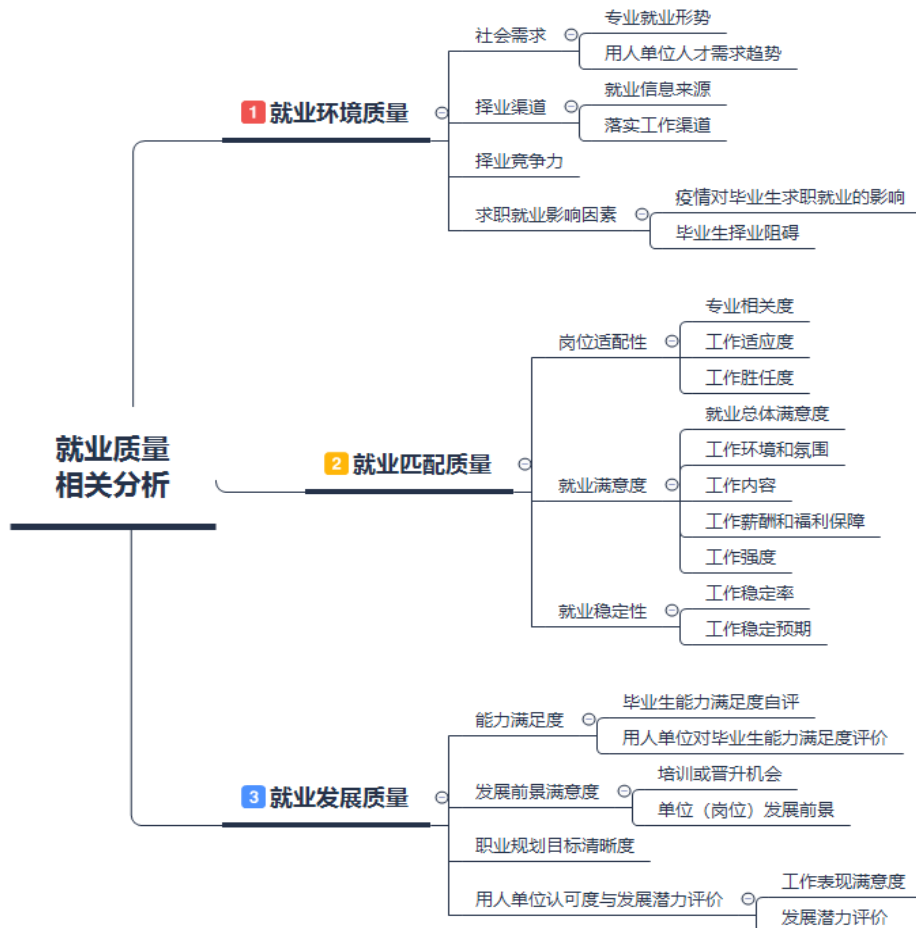 社会需求
专业就业形势
用人单位人才需求趋势
1 就业环境质量
择业渠道
就业信息来源
落实工作渠道
择业竞争力
求职就业影响因素
疫情对毕业生求职就业的影响
毕业生择业阻碍
就业质量
相关分析
2 就业匹配质量
岗位适配性
专业相关度
工作适应度
工作胜任度
就业满意度
就业总体满意度
工作环境和氛围
工作内容
工作薪酬和福利保障
工作强度
就业稳定性
工作稳定率
工作稳定预期
3 就业发展质量
能力满足度
毕业生能力满足度自评
用人单位对毕业生能力满足度评价
发展前景满意度
培训或晋升机会
单位（岗位）发展前景
职业规划目标清晰度
用人单位认可度与发展潜力评价
工作表现满意度
发展潜力评价